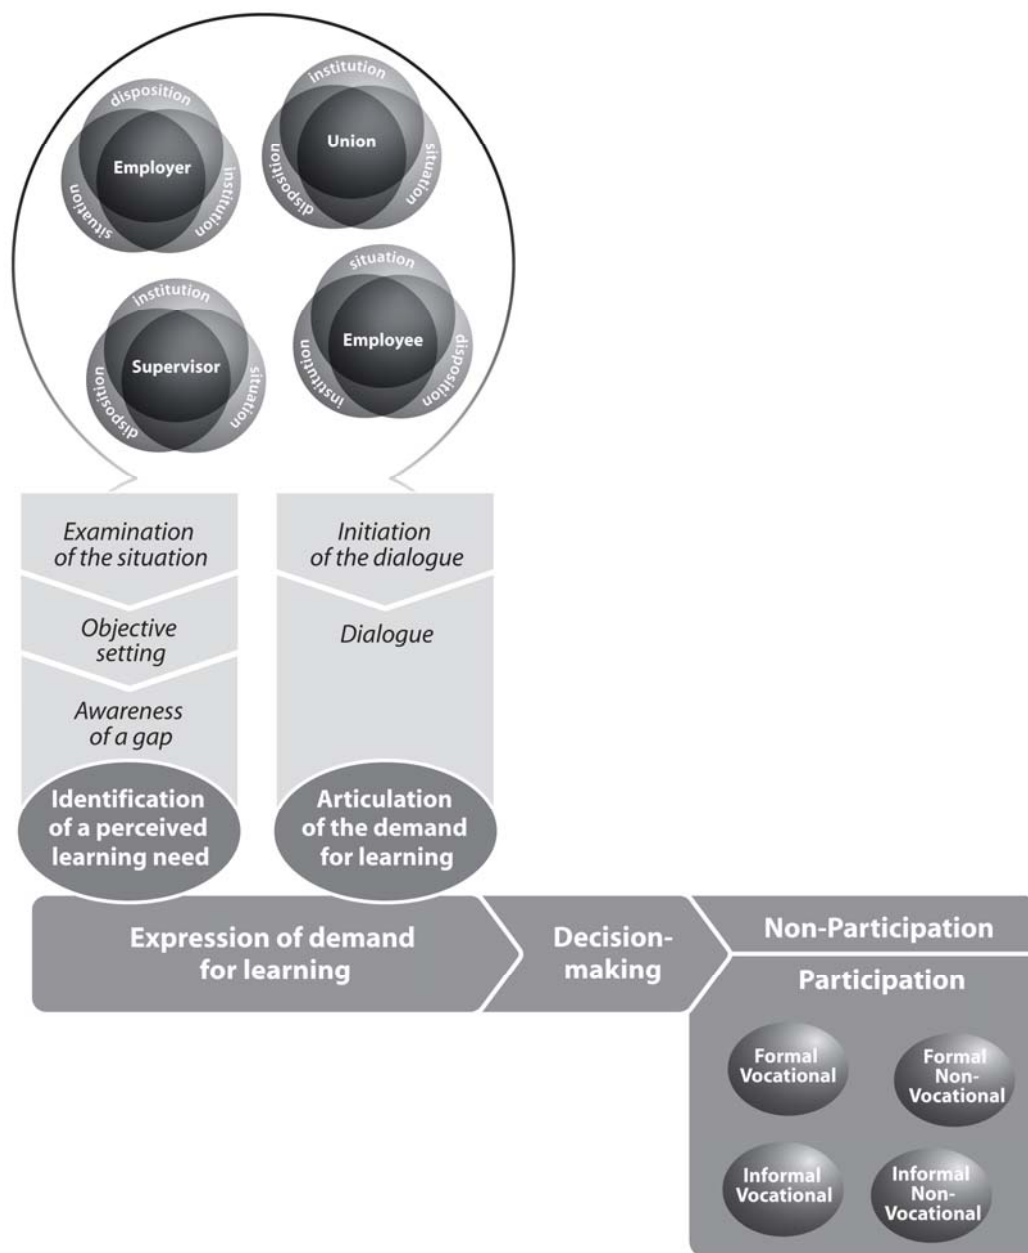 disposition
Employer
situation
institution
institution
Union
disposition
situation
institution
Supervisor
disposition
situation
situation
Employee
institution
disposition
Examination
of the situation
Objective
setting
Awareness
of a gap
Identification
of a perceived
learning need
Initiation
of the dialogue
Dialogue
Articulation
of the demand
for learning
Expression of demand
for learning
Decision-
making
Non-Participation
Participation
Formal
Vocational
Formal
Non-
Vocational
Informal
Vocational
Informal
Non-
Vocational